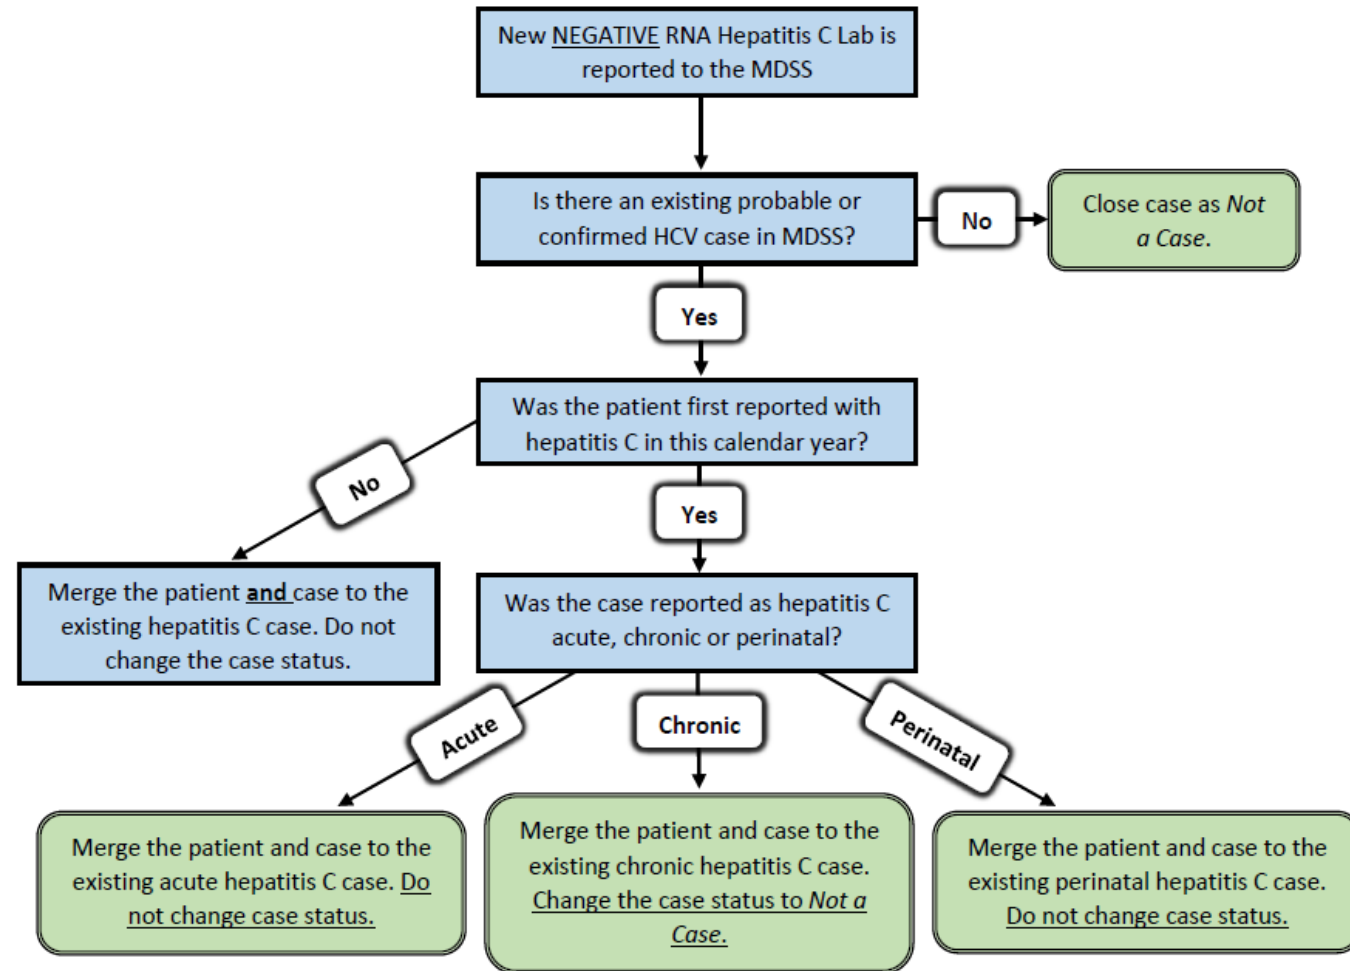 New NEGATIVE RNA Hepatitis C Lab is
reported to the MDSS
Is there an existing probable or
confirmed HCV case in MDSS?
No
Close case as Not
a Case.
Yes
Was the patient first reported with
hepatitis C in this calendar year?
No
Yes
Merge the patient and case to the
existing hepatitis C case. Do not
change the case status.
Was the case reported as hepatitis C
acute, chronic or perinatal?
Acute
Chronic
Perinatal
Merge the patient and case to the
existing acute hepatitis C case. Do
not change case status.
Merge the patient and case to the
existing chronic hepatitis C case.
Change the case status to Not a
Case.
Merge the patient and case to the
existing perinatal hepatitis C case.
Do not change case status.